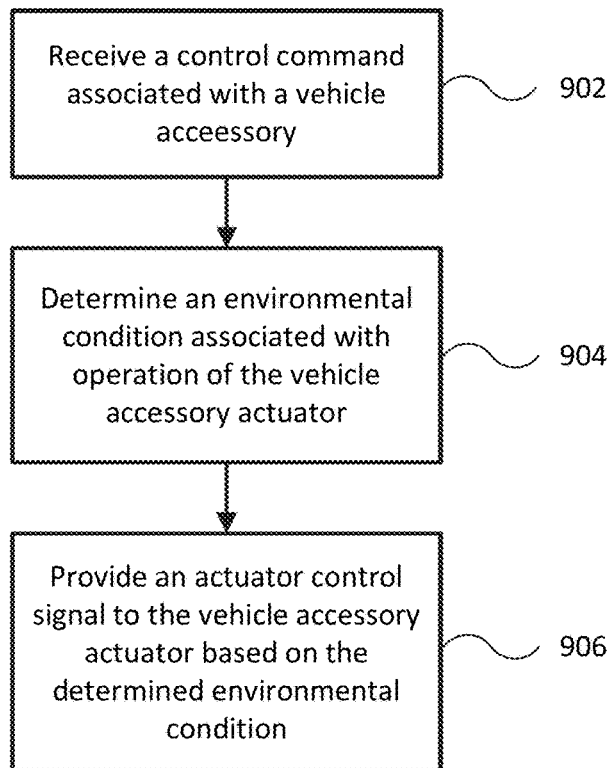 Receive a control command
associated with a vehicle
acceessory
902
Determine an environmental
condition associated with
operation of the vehicle
accessory actuator
904
Provide an actuator control
signal to the vehicle accessory
actuator based on the
determined environmental
condition
906